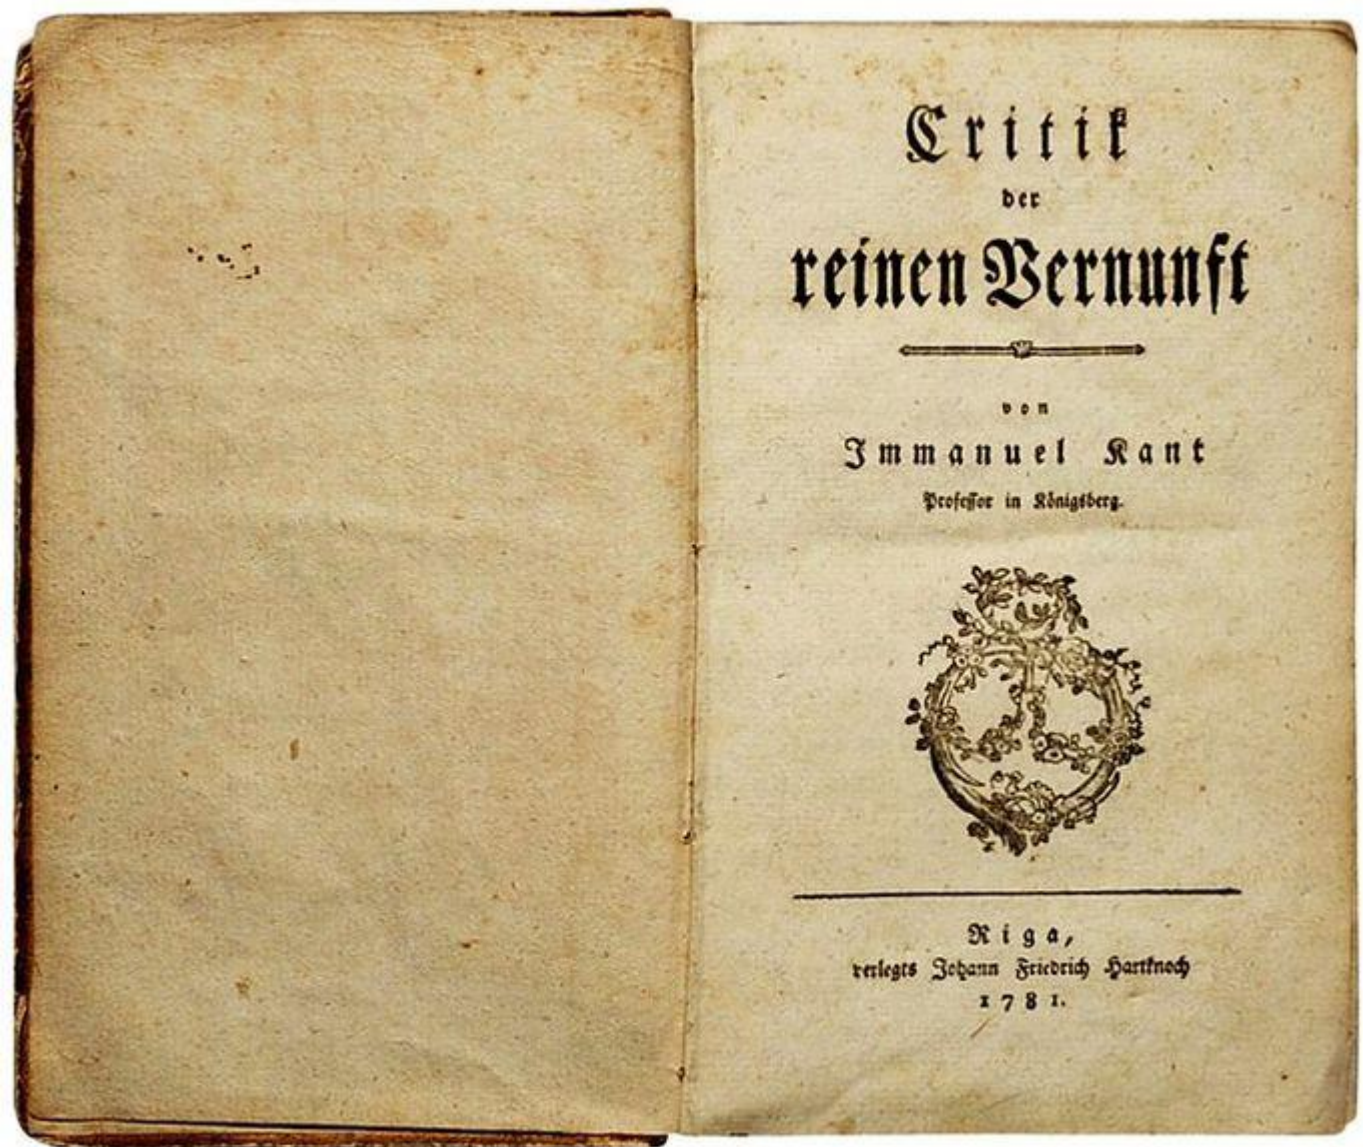 Critik
der
reinen Vernunft
von
Immanuel Kant
Professor in Königsberg.
Riga,
verlegts Johann Friedrich Hartknoch
1781.